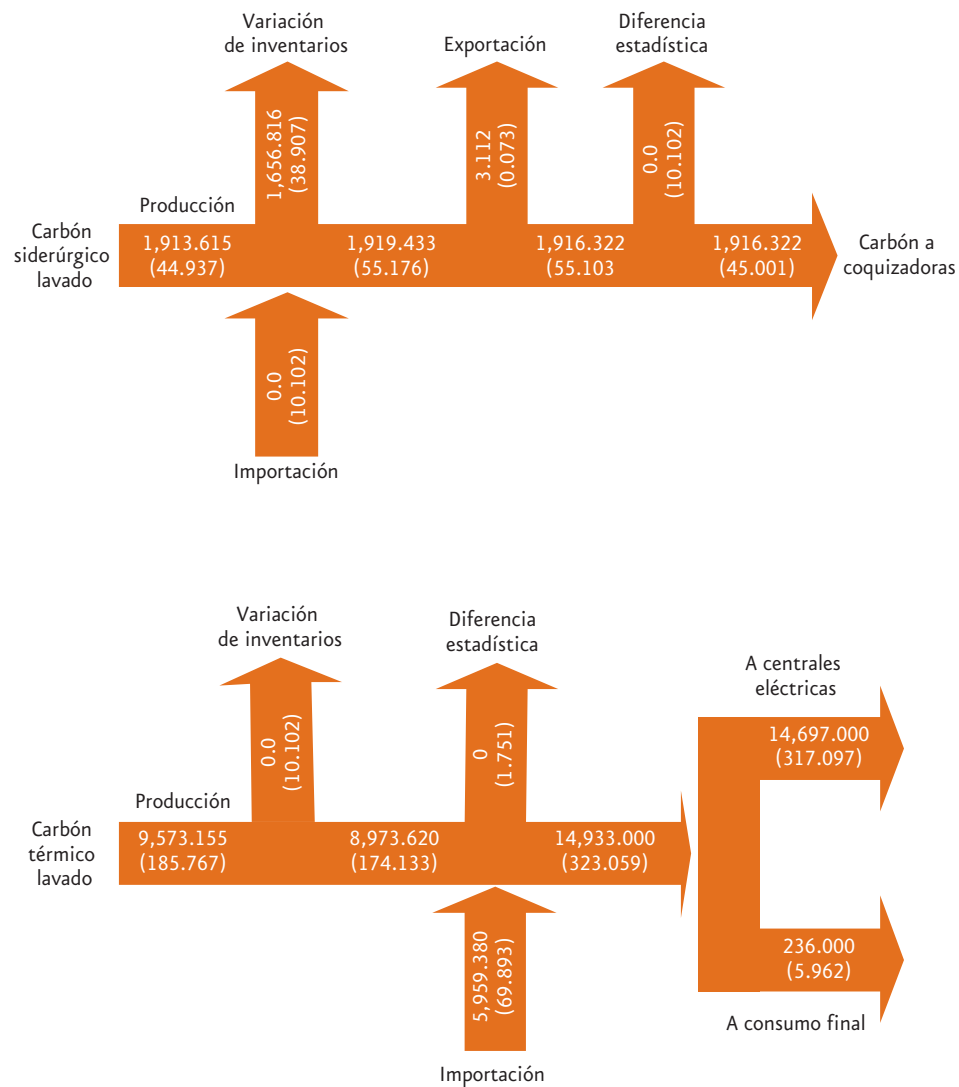 Variación
de inventarios
Exportación
Diferencia
estadística
1,656.816
(38.907)
3.112
(0.073)
0.0
(10.102)
Producción
Carbón
siderúrgico
lavado
1,913.615
(44.937)
1,919.433
(55.176)
1,916.322
(55.103
1,916.322
(45.001)
Carbón a
coquizadoras
0.0
(10.102)
Importación
Variación
de inventarios
Diferencia
estadística
A centrales
eléctricas
0.0
(10.102)
0
(1.751)
14,697.000
(317.097)
Producción
Carbón
térmico
lavado
9,573.155
(185.767)
8,973.620
(174.133)
14,933.000
(323.059)
5,959.380
(69.893)
236.000
(5.962)
A consumo final
Importación